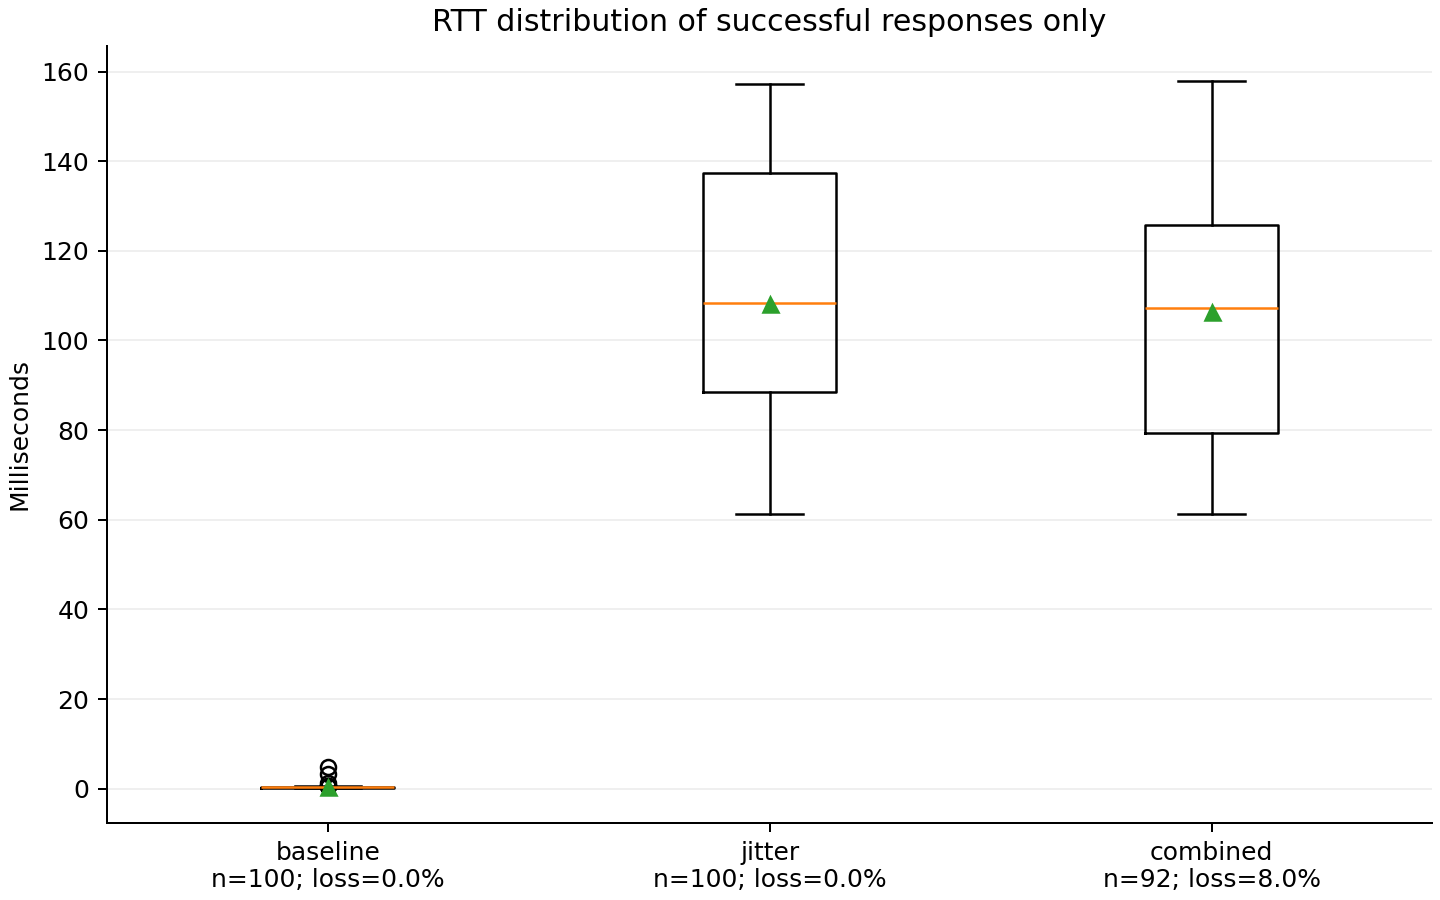 RTT distribution of successful responses only
Milliseconds
160
140
120
100
80
60
40
20
0
baseline
n=100; loss=0.0%
jitter
n=100; loss=0.0%
combined
n=92; loss=8.0%